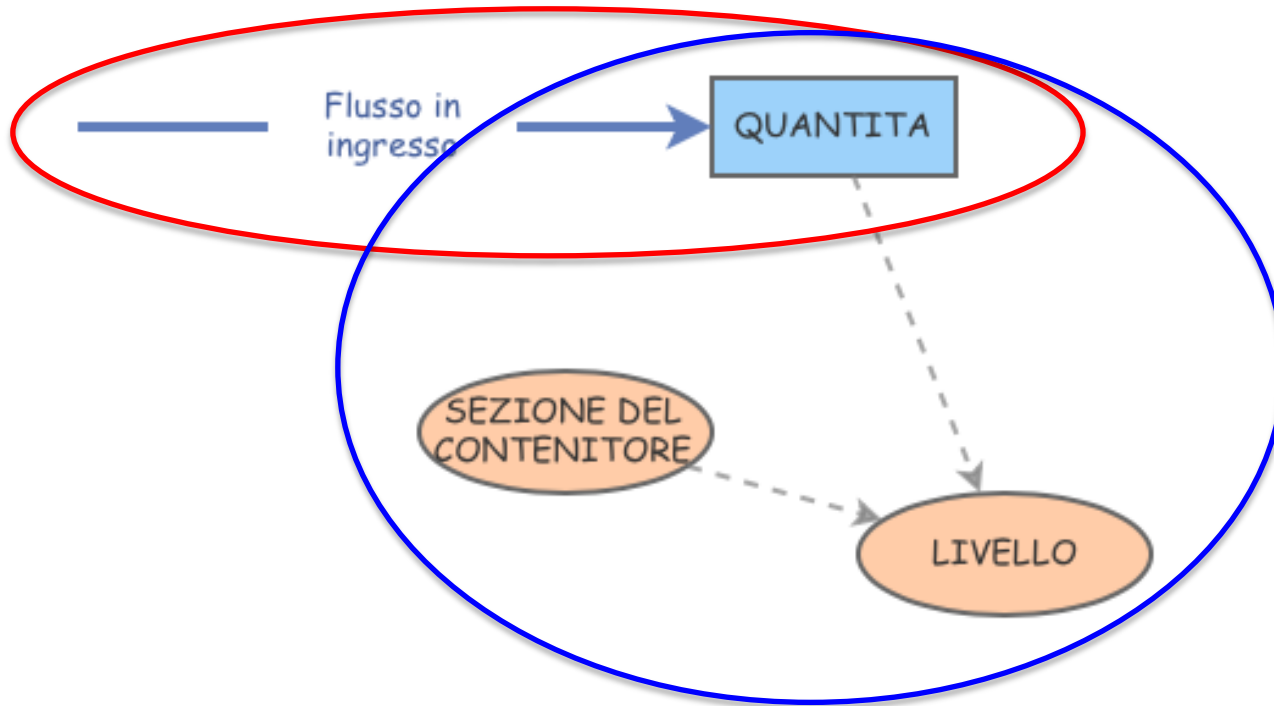 Flusso in
ingresso
QUANTITA
SEZIONE DEL
CONTENITORE
LIVELLO